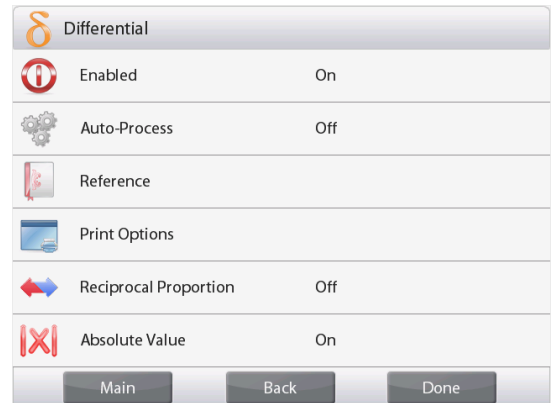 δ Differential
Enabled On
Auto-Process Off
Reference
Print Options
Reciprocal Proportion Off
|X| Absolute Value On
Main Back Done